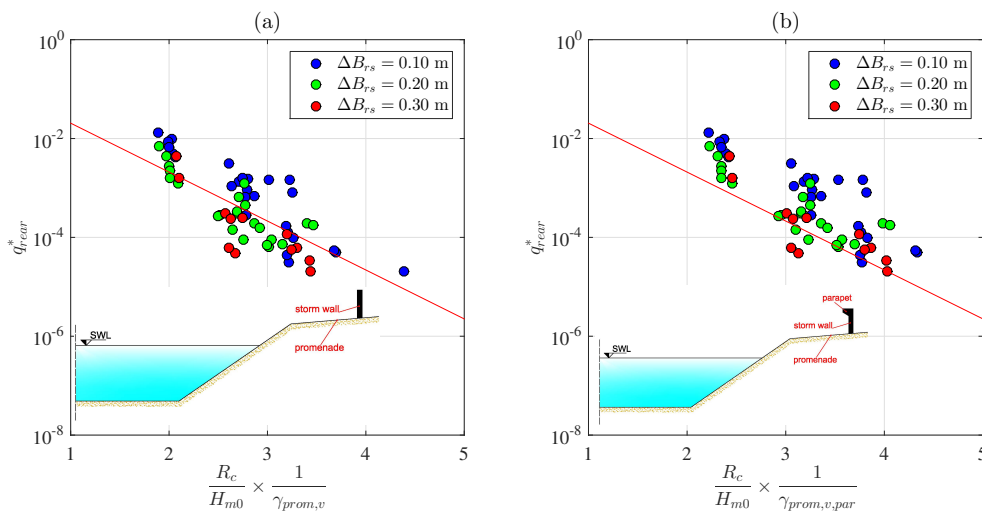 (a)
10^0
10^-2
10^-4
10^-6
10^-8
q*_rear
ΔB_rs = 0.10 m
ΔB_rs = 0.20 m
ΔB_rs = 0.30 m
storm wall
promenade
SWL
1 2 3 4 5
R_c/H_m0 × 1/γ_prom,v
(b)
10^0
10^-2
10^-4
10^-6
10^-8
q*_rear
ΔB_rs = 0.10 m
ΔB_rs = 0.20 m
ΔB_rs = 0.30 m
parapet
storm wall
promenade
SWL
1 2 3 4 5
R_c/H_m0 × 1/γ_prom,v,par